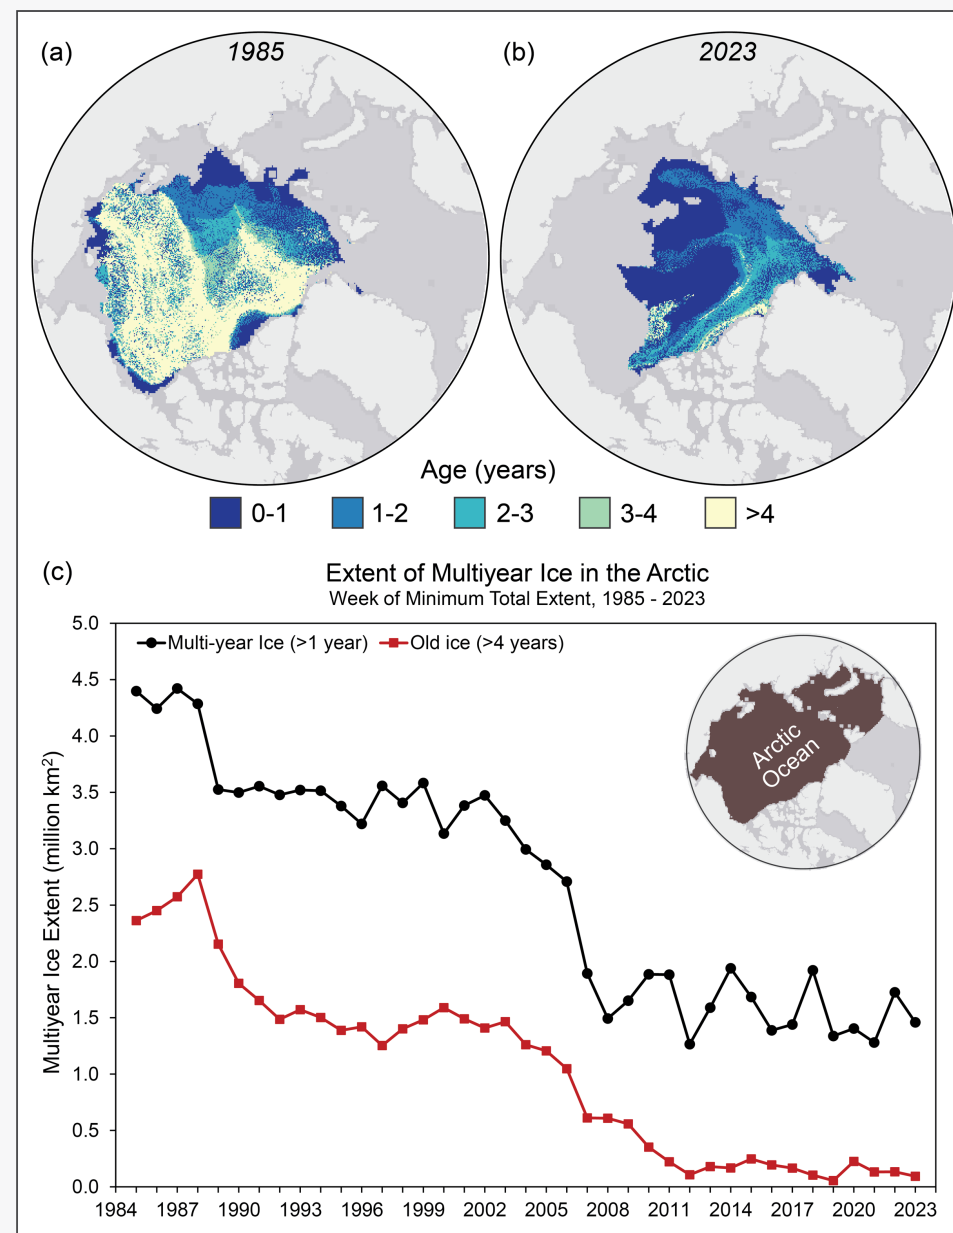 (a)
1985
(b)
2023
Age (years)
0-1
1-2
2-3
3-4
>4
(c)
Extent of Multiyear Ice in the Arctic
Week of Minimum Total Extent, 1985 - 2023
Multiyear Ice Extent (million km²)
5.0
4.5
4.0
3.5
3.0
2.5
2.0
1.5
1.0
0.5
0.0
Multi-year Ice (>1 year)
Old ice (>4 years)
Arctic
Ocean
1984
1987
1990
1993
1996
1999
2002
2005
2008
2011
2014
2017
2020
2023